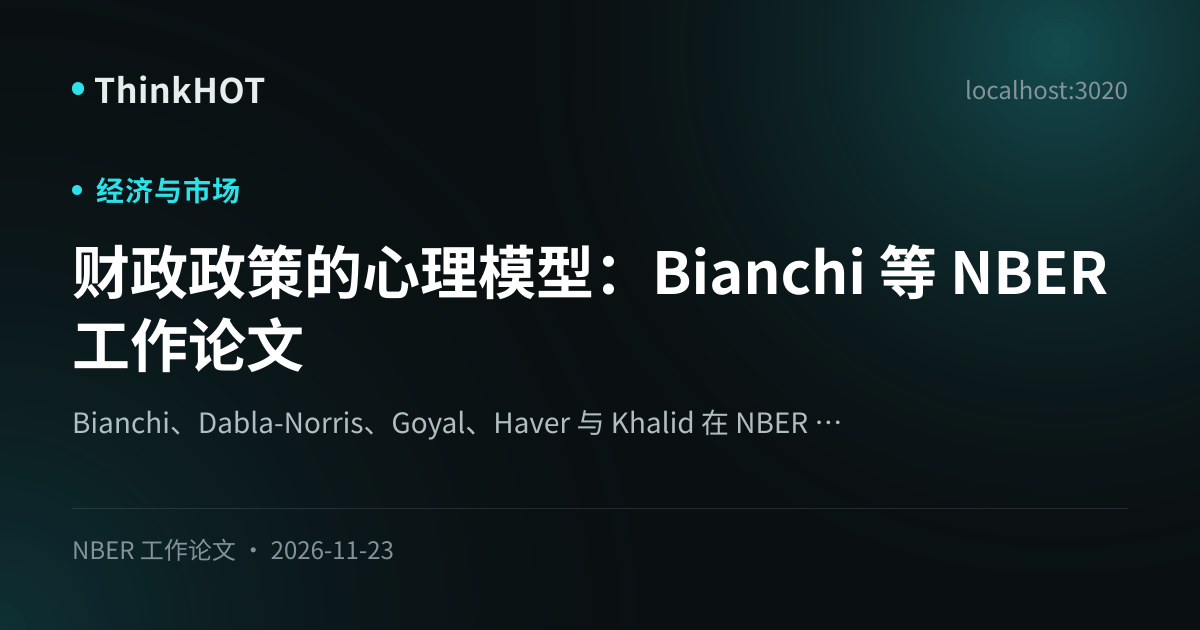 ThinkHOT
localhost:3020
经济与市场
财政政策的心理模型：Bianchi 等 NBER
工作论文
Bianchi、Dabla-Norris、Goyal、Haver 与 Khalid 在 NBER …
NBER 工作论文 · 2026-11-23